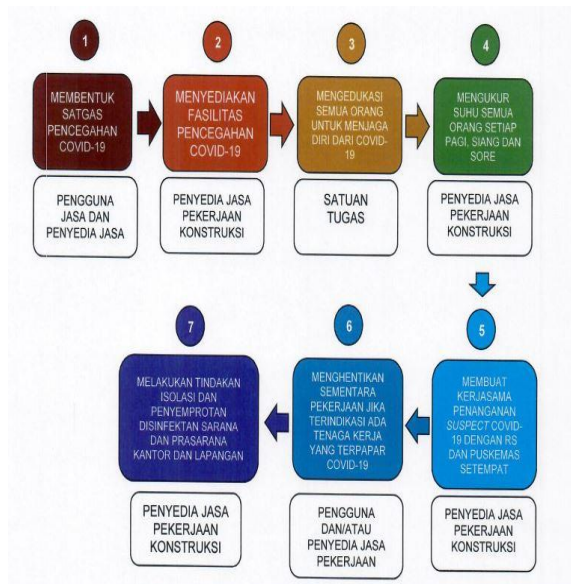 1
MEMBENTUK
SATGAS
PENCEGAHAN
COVID-19
PENGGUNA
JASA DAN
PENYEDIA JASA
2
MENYEDIAKAN
FASILITAS
PENCEGAHAN
COVID-19
PENYEDIA JASA
PEKERJAAN
KONSTRUKSI
3
MENGEDUKASI
SEMUA ORANG
UNTUK MENJAGA
DIRI DARI COVID-
19
SATUAN
TUGAS
4
MENGUKUR
SUHU SEMUA
ORANG SETIAP
PAGI, SIANG DAN
SORE
PENYEDIA JASA
PEKERJAAN
KONSTRUKSI
5
MEMBUAT
KERJASAMA
PENANGANAN
SUSPECT COVID-
19 DENGAN RS
DAN PUSKEMAS
SETEMPAT
PENYEDIA JASA
PEKERJAAN
KONSTRUKSI
6
MENGHENTIKAN
SEMENTARA
PEKERJAAN JIKA
TERINDIKASI ADA
TENAGA KERJA
YANG TERPAPAR
COVID-19
PENGGUNA
DAN/ATAU
PENYEDIA JASA
PEKERJAAN
7
MELAKUKAN TINDAKAN
ISOLASI DAN
PENYEMPROTAN
DISINFEKTAN SARANA
DAN PRASARANA
KANTOR DAN LAPANGAN
PENYEDIA JASA
PEKERJAAN
KONSTRUKSI